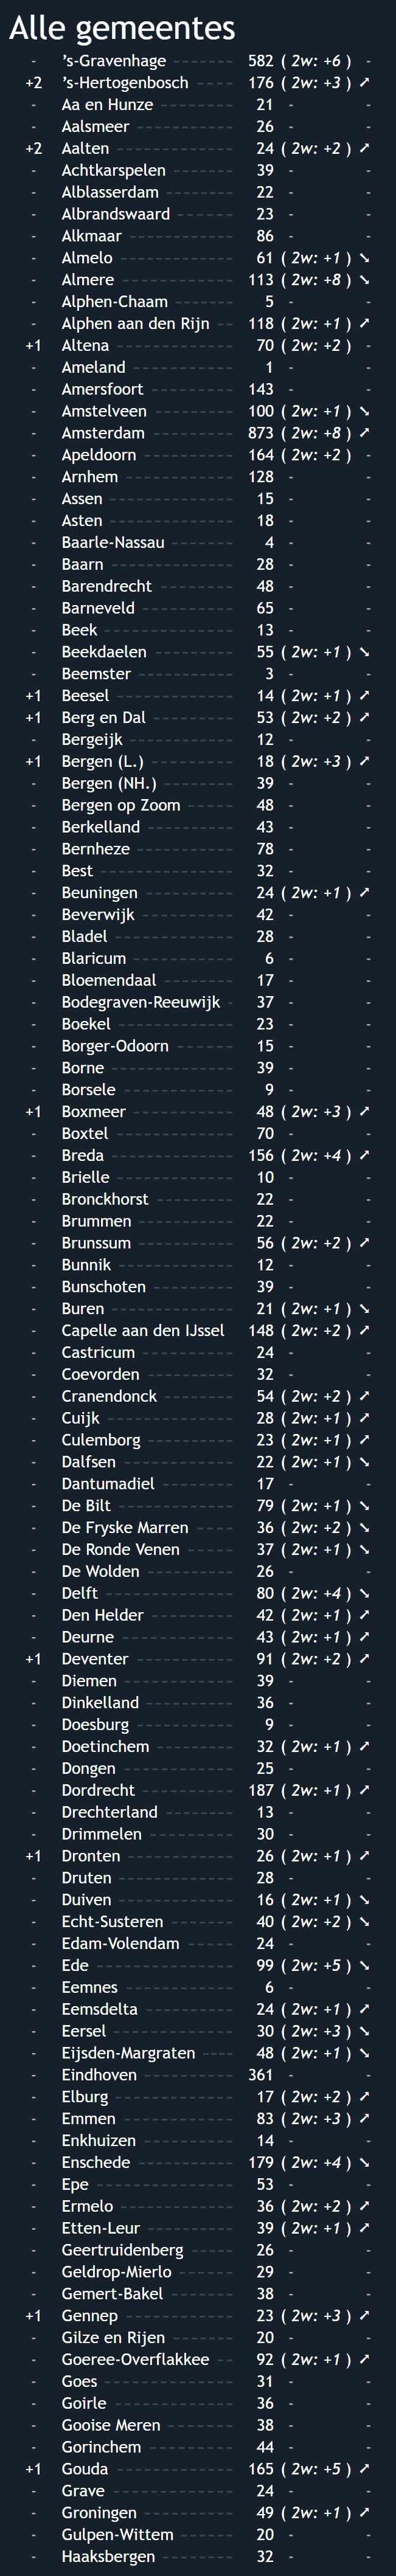 Alle gemeentes
- ’s-Gravenhage ------ 582 ( 2w: +6 ) -
+2 ’s-Hertogenbosch ------ 176 ( 2w: +3 ) ➚
- Aa en Hunze ------ 21 - -
- Aalsmeer ------ 26 - -
+2 Aalten ------ 24 ( 2w: +2 ) ➚
- Achtkarspelen ------ 39 - -
- Alblasserdam ------ 22 - -
- Albrandswaard ------ 23 - -
- Alkmaar ------ 86 - -
- Almelo ------ 61 ( 2w: +1 ) ➘
- Almere ------ 113 ( 2w: +8 ) ➘
- Alphen-Chaam ------ 5 - -
- Alphen aan den Rijn -- 118 ( 2w: +1 ) ➚
+1 Altena ------ 70 ( 2w: +2 ) -
- Ameland ------ 1 - -
- Amersfoort ------ 143 - -
- Amstelveen ------ 100 ( 2w: +1 ) ➘
- Amsterdam ------ 873 ( 2w: +8 ) ➚
- Apeldoorn ------ 164 ( 2w: +2 ) -
- Arnhem ------ 128 - -
- Assen ------ 15 - -
- Asten ------ 18 - -
- Baarle-Nassau ------ 4 - -
- Baarn ------ 28 - -
- Barendrecht ------ 48 - -
- Barneveld ------ 65 - -
- Beek ------ 13 - -
- Beekdaelen ------ 55 ( 2w: +1 ) ➘
- Beemster ------ 3 - -
+1 Beesel ------ 14 ( 2w: +1 ) ➚
+1 Berg en Dal ------ 53 ( 2w: +2 ) ➚
- Bergeijk ------ 12 - -
+1 Bergen (L.) ------ 18 ( 2w: +3 ) ➚
- Bergen (NH.) ------ 39 - -
- Bergen op Zoom ----- 48 - -
- Berkelland ------ 43 - -
- Bernheze ------ 78 - -
- Best ------ 32 - -
- Beuningen ------ 24 ( 2w: +1 ) ➚
- Beverwijk ------ 42 - -
- Bladel ------ 28 - -
- Blaricum ------ 6 - -
- Bloemendaal ------ 17 - -
- Bodegraven-Reeuwijk - 37 - -
- Boekel ------ 23 - -
- Borger-Odoorn ------ 15 - -
- Borne ------ 39 - -
- Borsele ------ 9 - -
+1 Boxmeer ------ 48 ( 2w: +3 ) ➚
- Boxtel ------ 70 - -
- Breda ------ 156 ( 2w: +4 ) ➚
- Brielle ------ 10 - -
- Bronckhorst ------ 22 - -
- Brummen ------ 22 - -
- Brunssum ------ 56 ( 2w: +2 ) ➚
- Bunnik ------ 12 - -
- Bunschoten ------ 39 - -
- Buren ------ 21 ( 2w: +1 ) ➘
- Capelle aan den IJssel 148 ( 2w: +2 ) ➚
- Castricum ------ 24 - -
- Coevorden ------ 32 - -
- Cranendonck ------ 54 ( 2w: +2 ) ➚
- Cuijk ------ 28 ( 2w: +1 ) ➚
- Culemborg ------ 23 ( 2w: +1 ) ➚
- Dalfsen ------ 22 ( 2w: +1 ) ➘
- Dantumadiel ------ 17 - -
- De Bilt ------ 79 ( 2w: +1 ) ➘
- De Fryske Marren ---- 36 ( 2w: +2 ) ➘
- De Ronde Venen ----- 37 ( 2w: +1 ) ➘
- De Wolden ------ 26 - -
- Delft ------ 80 ( 2w: +4 ) ➘
- Den Helder ------ 42 ( 2w: +1 ) ➚
- Deurne ------ 43 ( 2w: +1 ) ➚
+1 Deventer ------ 91 ( 2w: +2 ) ➚
- Diemen ------ 39 - -
- Dinkelland ------ 36 - -
- Doesburg ------ 9 - -
- Doetinchem ------ 32 ( 2w: +1 ) ➚
- Dongen ------ 25 - -
- Dordrecht ------ 187 ( 2w: +1 ) ➚
- Drechterland ------ 13 - -
- Drimmelen ------ 30 - -
+1 Dronten ------ 26 ( 2w: +1 ) ➚
- Druten ------ 28 - -
- Duiven ------ 16 ( 2w: +1 ) ➘
- Echt-Susteren ------ 40 ( 2w: +2 ) ➘
- Edam-Volendam ----- 24 - -
- Ede ------ 99 ( 2w: +5 ) ➘
- Eemnes ------ 6 - -
- Eemsdelta ------ 24 ( 2w: +1 ) ➚
- Eersel ------ 30 ( 2w: +3 ) ➘
- Eijsden-Margraten ---- 48 ( 2w: +1 ) ➘
- Eindhoven ------ 361 - -
- Elburg ------ 17 ( 2w: +2 ) ➚
- Emmen ------ 83 ( 2w: +3 ) ➚
- Enkhuizen ------ 14 - -
- Enschede ------ 179 ( 2w: +4 ) ➘
- Epe ------ 53 - -
- Ermelo ------ 36 ( 2w: +2 ) ➚
- Etten-Leur ------ 39 ( 2w: +1 ) ➚
- Geertruidenberg ----- 26 - -
- Geldrop-Mierlo ------ 29 - -
- Gemert-Bakel ------ 38 - -
+1 Gennep ------ 23 ( 2w: +3 ) ➚
- Gilze en Rijen ------ 20 - -
- Goeree-Overflakkee -- 92 ( 2w: +1 ) ➚
- Goes ------ 31 - -
- Goirle ------ 36 - -
- Gooise Meren ------ 38 - -
- Gorinchem ------ 44 - -
+1 Gouda ------ 165 ( 2w: +5 ) ➚
- Grave ------ 24 - -
- Groningen ------ 49 ( 2w: +1 ) ➚
- Gulpen-Wittem ------ 20 - -
- Haaksbergen ------ 32 - -